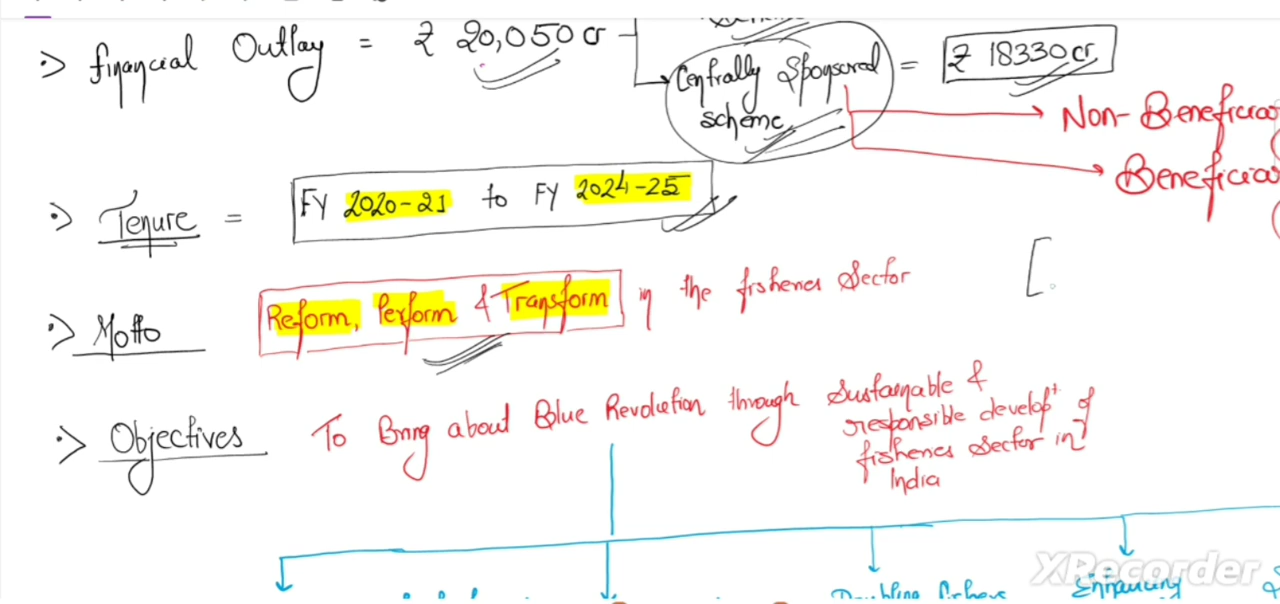 Financial Outlay = ₹ 20,050 cr
Centrally Sponsored scheme = ₹ 18330 cr.
Non-Beneficia
Beneficia
Tenure = FY 2020-21 to FY 2024-25
Motto Reform, Perform & Transform in the fisheries Sector
Objectives To Bring about Blue Revolution through Sustainable &
responsible develop^t of
fisheries sector in
India
Doubling fishers
Enhancing
XRecorder